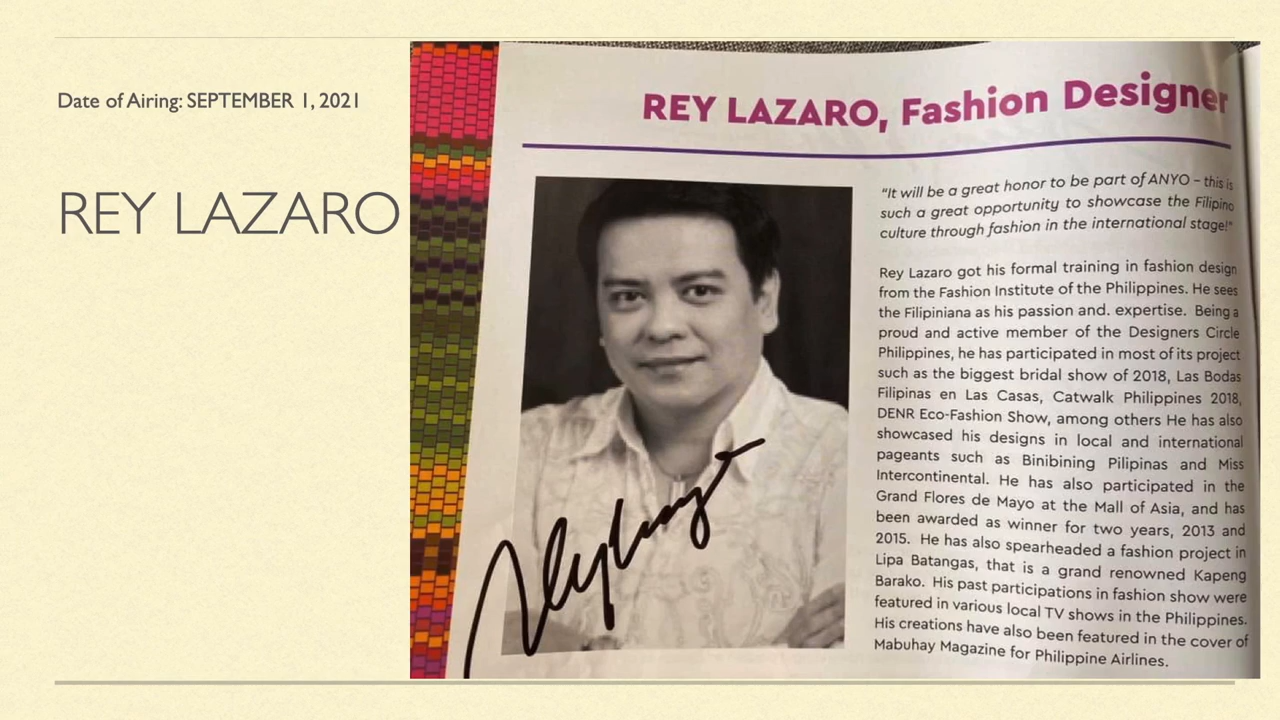 Date of Airing: SEPTEMBER 1, 2021
REY LAZARO
REY LAZARO, Fashion Designer
"It will be a great honor to be part of ANYO – this is
such a great opportunity to showcase the Filipino
culture through fashion in the international stage!"
Rey Lazaro got his formal training in fashion design
from the Fashion Institute of the Philippines. He sees
the Filipiniana as his passion and. expertise. Being a
proud and active member of the Designers Circle
Philippines, he has participated in most of its project
such as the biggest bridal show of 2018, Las Bodas
Filipinas en Las Casas, Catwalk Philippines 2018,
DENR Eco-Fashion Show, among others He has also
showcased his designs in local and international
pageants such as Binibining Pilipinas and Miss
Intercontinental. He has also participated in the
Grand Flores de Mayo at the Mall of Asia, and has
been awarded as winner for two years, 2013 and
2015. He has also spearheaded a fashion project in
Lipa Batangas, that is a grand renowned Kapeng
Barako. His past participations in fashion show were
featured in various local TV shows in the Philippines.
His creations have also been featured in the cover of
Mabuhay Magazine for Philippine Airlines.